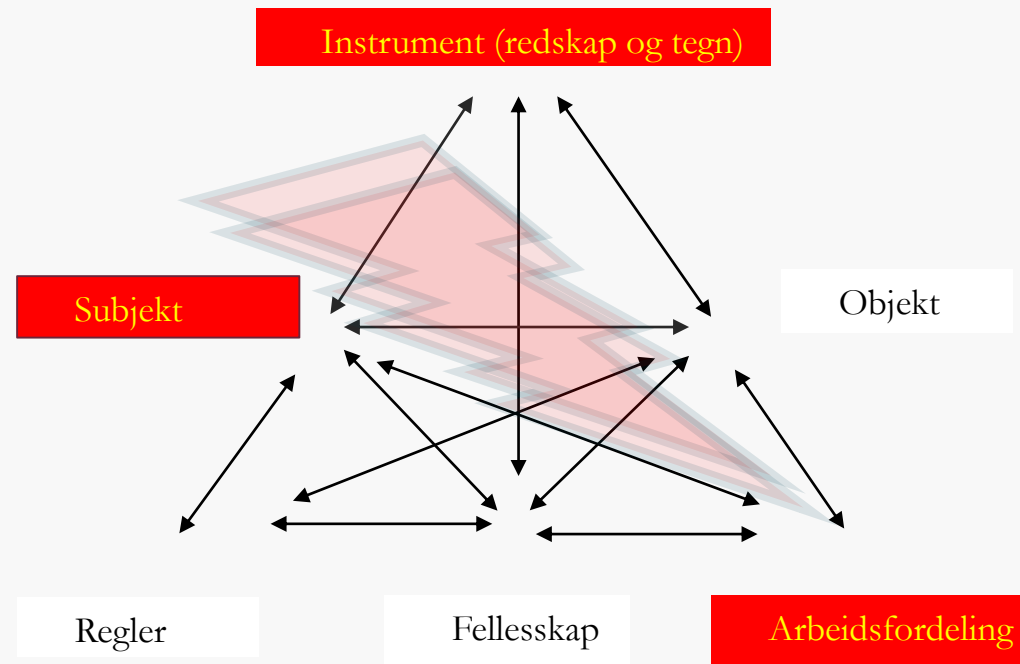 Instrument (redskap og tegn)
Subjekt
Objekt
Regler
Fellesskap
Arbeidsfordeling